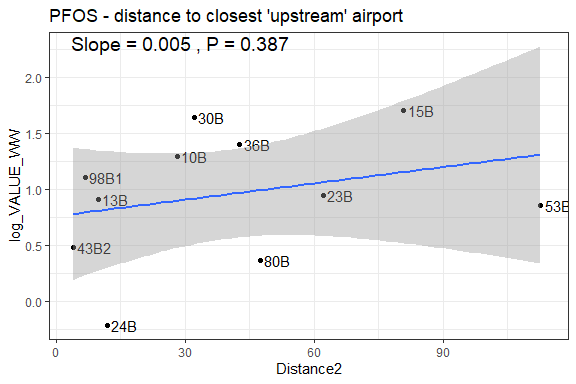 PFOS - distance to closest 'upstream' airport
Slope = 0.005 , P = 0.387
2.0
1.5
1.0
0.5
0.0
log_VALUE_WW
30B
15B
36B
10B
98B1
13B
23B
53B
43B2
80B
24B
0
30
60
90
Distance2